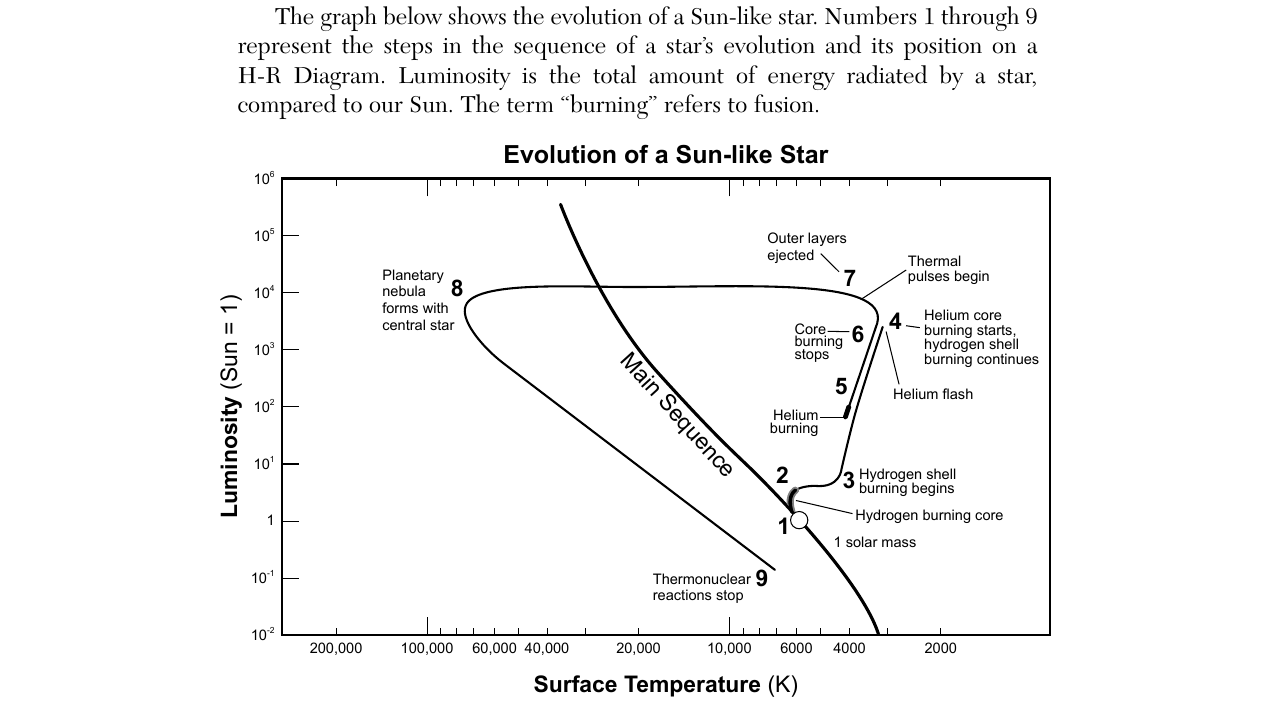 The graph below shows the evolution of a Sun-like star. Numbers 1 through 9
represent the steps in the sequence of a star’s evolution and its position on a
H-R Diagram. Luminosity is the total amount of energy radiated by a star,
compared to our Sun. The term “burning” refers to fusion.
Evolution of a Sun-like Star
Luminosity (Sun = 1)
10⁶
10⁵
10⁴
10³
10²
10¹
1
10⁻¹
10⁻²
Outer layers
ejected
7
Thermal
pulses begin
Planetary
nebula
forms with
central star
8
4
Helium core
burning starts,
hydrogen shell
burning continues
Core
burning
stops
6
Helium flash
5
Helium
burning
Main Sequence
2
3
Hydrogen shell
burning begins
Hydrogen burning core
1
1 solar mass
Thermonuclear
reactions stop
9
200,000 100,000 60,000 40,000 20,000 10,000 6000 4000 2000
Surface Temperature (K)